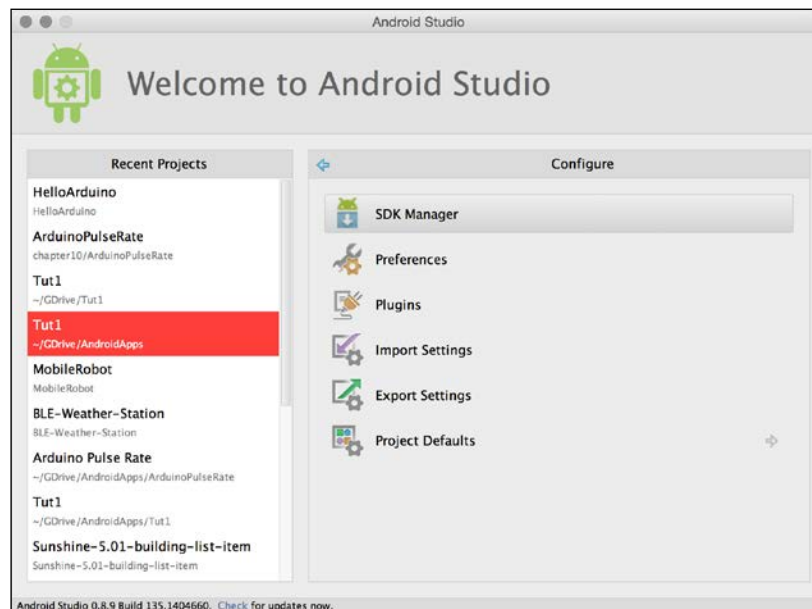 Android Studio
Welcome to Android Studio
Recent Projects
HelloArduino
HelloArduino
ArduinoPulseRate
chapter10/ArduinoPulseRate
Tut1
~/GDrive/Tut1
Tut1
~/GDrive/AndroidApps
MobileRobot
MobileRobot
BLE-Weather-Station
BLE-Weather-Station
Arduino Pulse Rate
~/GDrive/AndroidApps/ArduinoPulseRate
Tut1
~/GDrive/AndroidApps/Tut1
Sunshine-5.01-building-list-item
Sunshine-5.01-building-list-item
Configure
SDK Manager
Preferences
Plugins
Import Settings
Export Settings
Project Defaults
Android Studio 0.8.9 Build 135.1404660. Check for updates now.